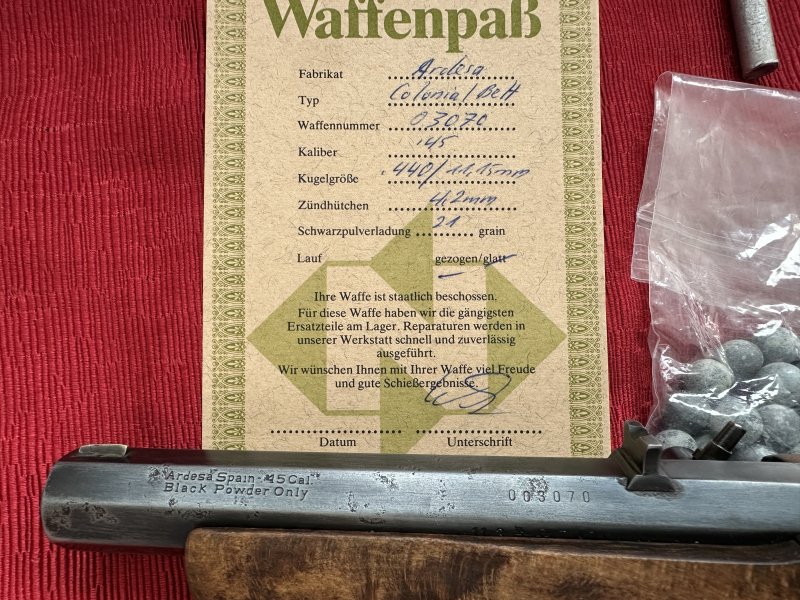 Waffenpaß
Fabrikat Ardesa
Typ Colonial/Belt
Waffennummer 03070
Kaliber .45
Kugelgröße .440/11,15mm
Zündhütchen 4,2mm
Schwarzpulverladung 21 grain
Lauf gezogen/glatt
Ihre Waffe ist staatlich beschossen.
Für diese Waffe haben wir die gängigsten
Ersatzteile am Lager. Reparaturen werden in
unserer Werkstatt schnell und zuverlässig
ausgeführt.
Wir wünschen Ihnen mit Ihrer Waffe viel Freude
und gute Schießergebnisse.
Datum Unterschrift
Ardesa Spain-45Cal.
Black Powder Only
003070